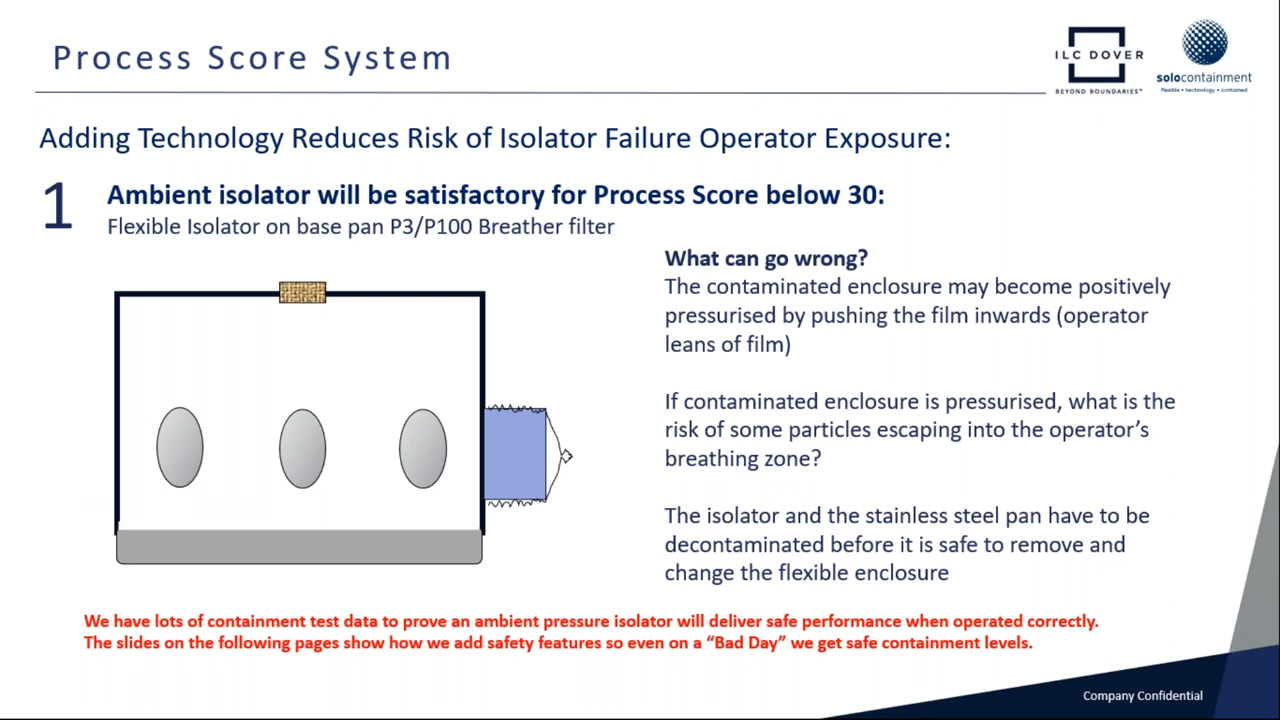 Process Score System
ILC DOVER
BEYOND BOUNDARIES™
solocontainment
flexible • technology • contained
Adding Technology Reduces Risk of Isolator Failure Operator Exposure:
1
Ambient isolator will be satisfactory for Process Score below 30:
Flexible Isolator on base pan P3/P100 Breather filter
What can go wrong?
The contaminated enclosure may become positively
pressurised by pushing the film inwards (operator
leans of film)
If contaminated enclosure is pressurised, what is the
risk of some particles escaping into the operator’s
breathing zone?
The isolator and the stainless steel pan have to be
decontaminated before it is safe to remove and
change the flexible enclosure
We have lots of containment test data to prove an ambient pressure isolator will deliver safe performance when operated correctly.
The slides on the following pages show how we add safety features so even on a “Bad Day” we get safe containment levels.
Company Confidential